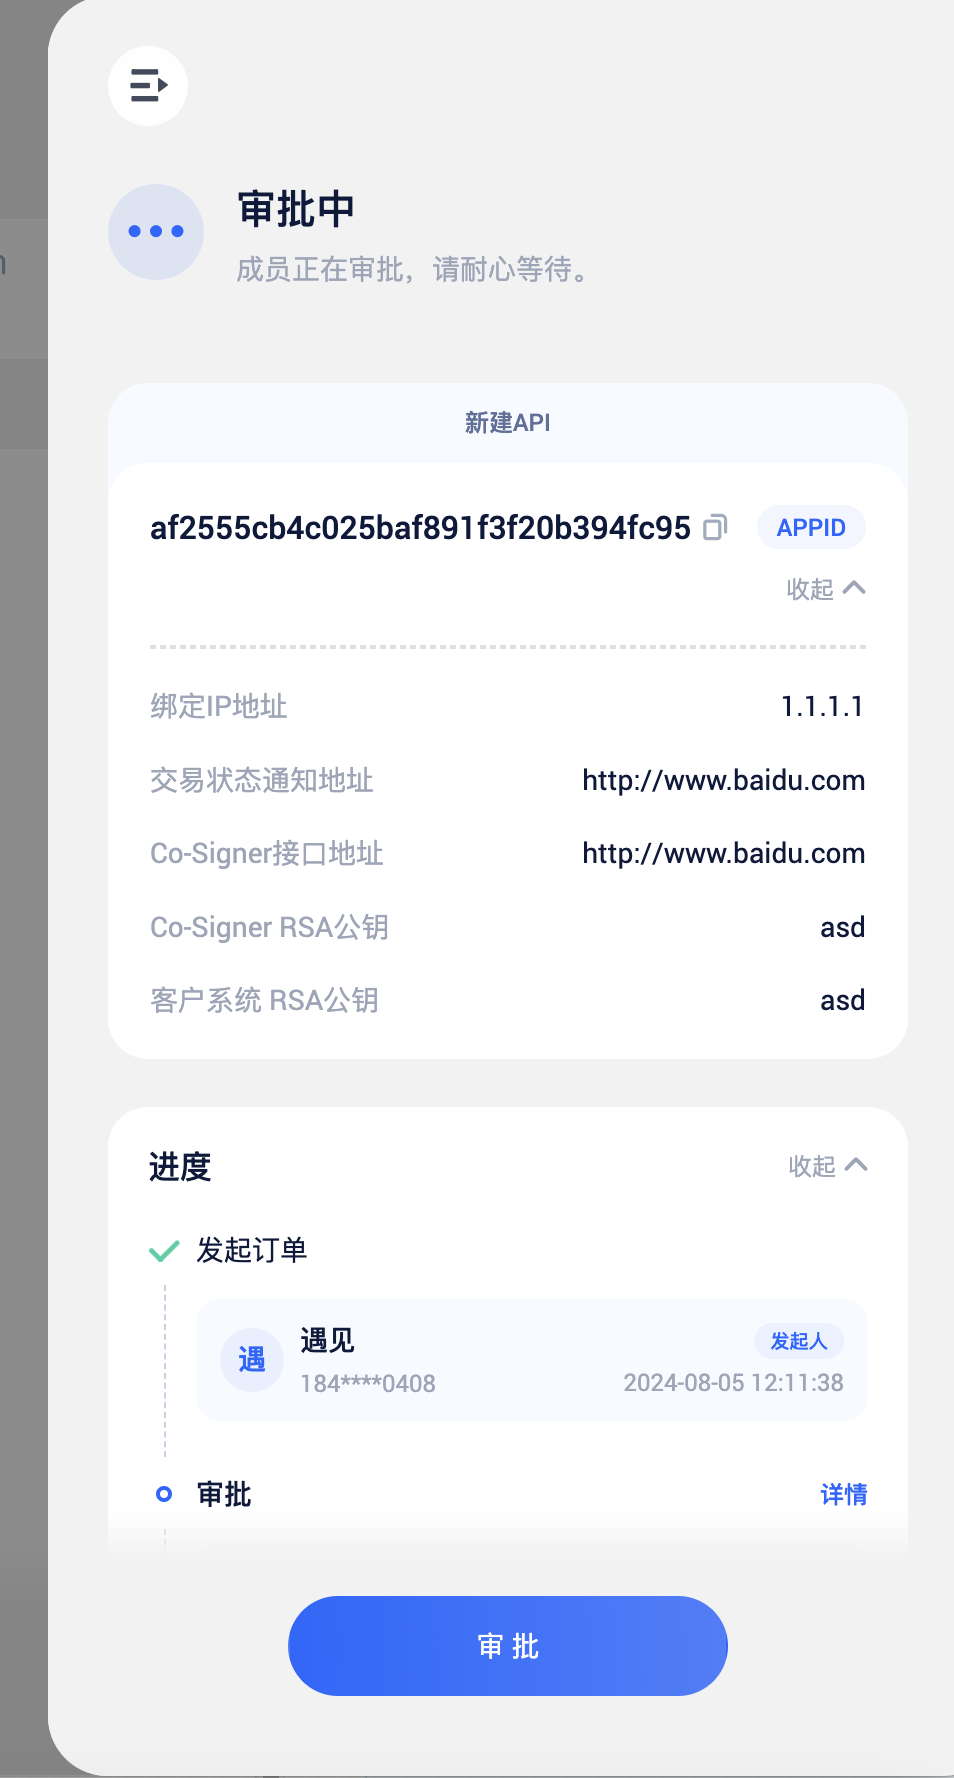 审批中
成员正在审批，请耐心等待。
新建API
af2555cb4c025baf891f3f20b394fc95 APPID
收起
绑定IP地址 1.1.1.1
交易状态通知地址 http://www.baidu.com
Co-Signer接口地址 http://www.baidu.com
Co-Signer RSA公钥 asd
客户系统 RSA公钥 asd
进度 收起
发起订单
遇 遇见 发起人
184****0408 2024-08-05 12:11:38
审批 详情
审 批